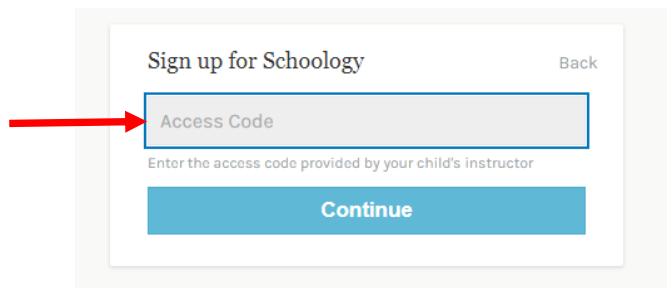 Sign up for Schoology
Back
Access Code
Enter the access code provided by your child's instructor
Continue